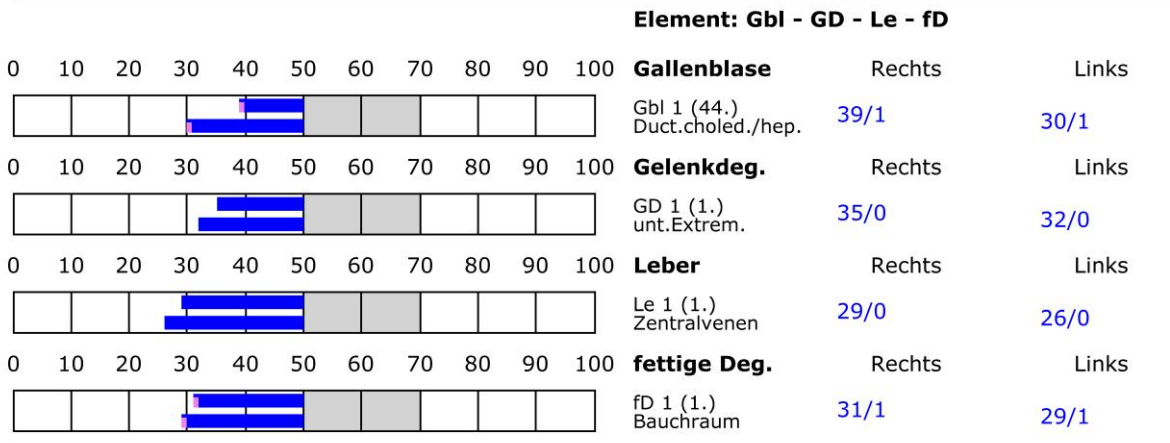 Element: Gbl - GD - Le - fD
0 10 20 30 40 50 60 70 80 90 100 Gallenblase Rechts Links
Gbl 1 (44.) 39/1 30/1
Duct.choled./hep.
0 10 20 30 40 50 60 70 80 90 100 Gelenkdeg. Rechts Links
GD 1 (1.) 35/0 32/0
unt.Extrem.
0 10 20 30 40 50 60 70 80 90 100 Leber Rechts Links
Le 1 (1.) 29/0 26/0
Zentralvenen
0 10 20 30 40 50 60 70 80 90 100 fettige Deg. Rechts Links
fD 1 (1.) 31/1 29/1
Bauchraum